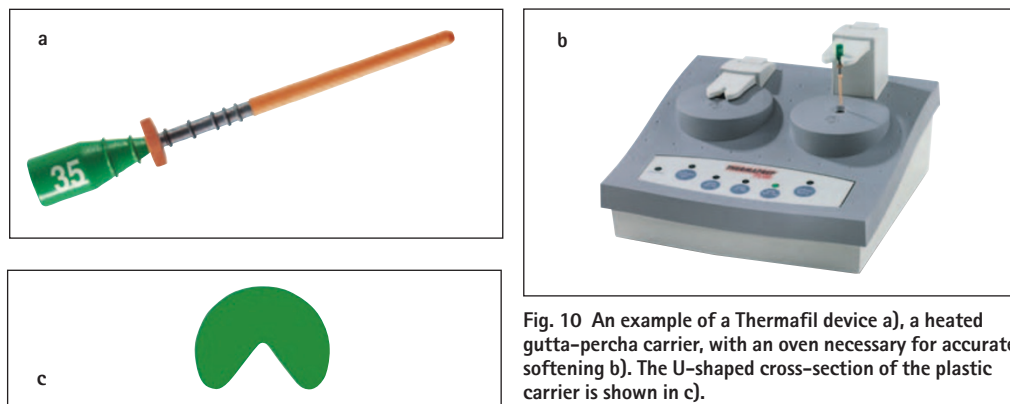 a
35
b
c
Fig. 10 An example of a Thermafil device a), a heated
gutta-percha carrier, with an oven necessary for accurate
softening b). The U-shaped cross-section of the plastic
carrier is shown in c).